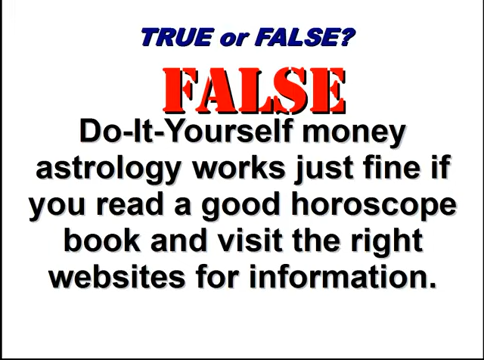 TRUE or FALSE?
FALSE
Do-It-Yourself money
astrology works just fine if
you read a good horoscope
book and visit the right
websites for information.